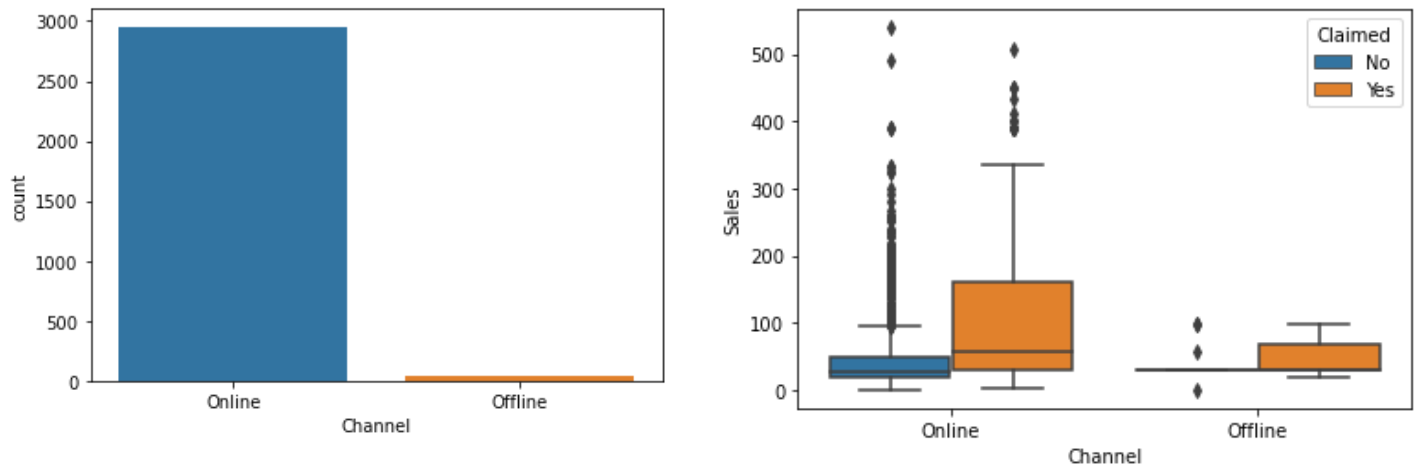 3000
2500
2000
1500
1000
500
0
count
Online
Offline
Channel
500
400
300
200
100
0
Sales
Claimed
No
Yes
Online
Offline
Channel